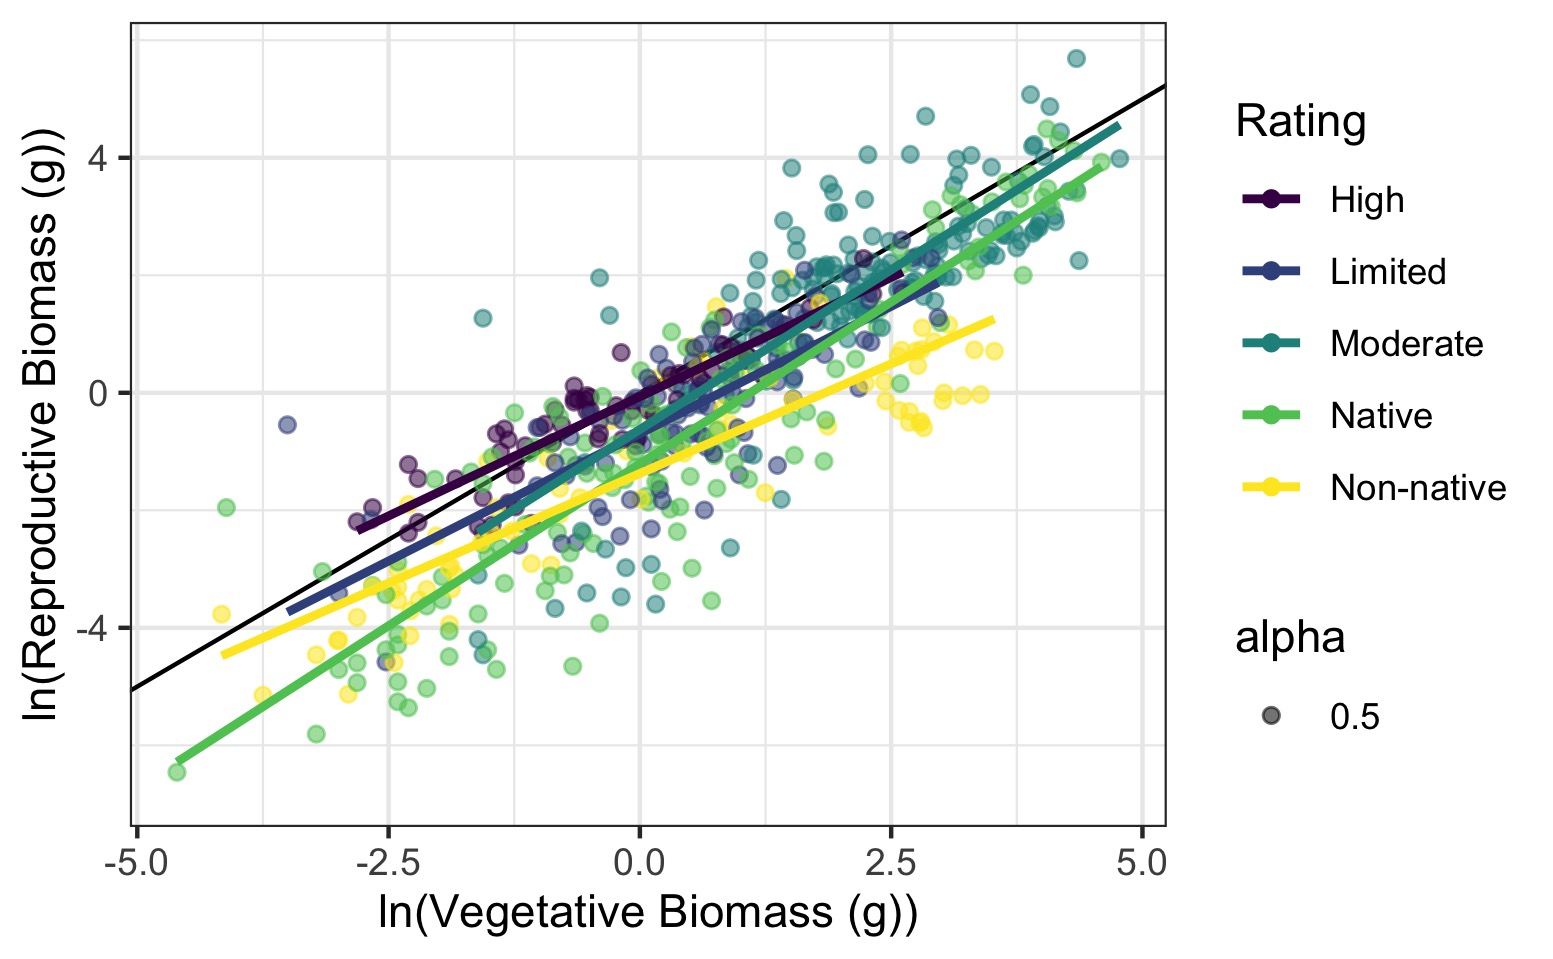 ln(Reproductive Biomass (g))
4
0
-4
-5.0 -2.5 0.0 2.5 5.0
ln(Vegetative Biomass (g))
Rating
High
Limited
Moderate
Native
Non-native
alpha
0.5